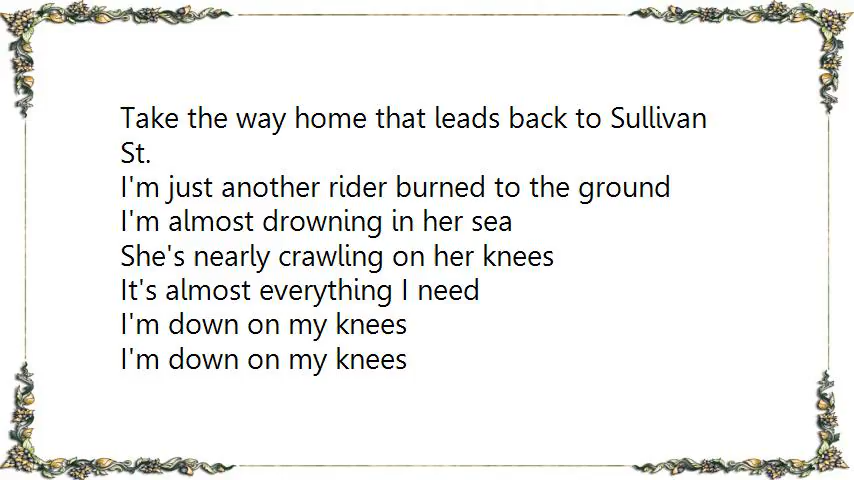 Take the way home that leads back to Sullivan
St.
I'm just another rider burned to the ground
I'm almost drowning in her sea
She's nearly crawling on her knees
It's almost everything I need
I'm down on my knees
I'm down on my knees